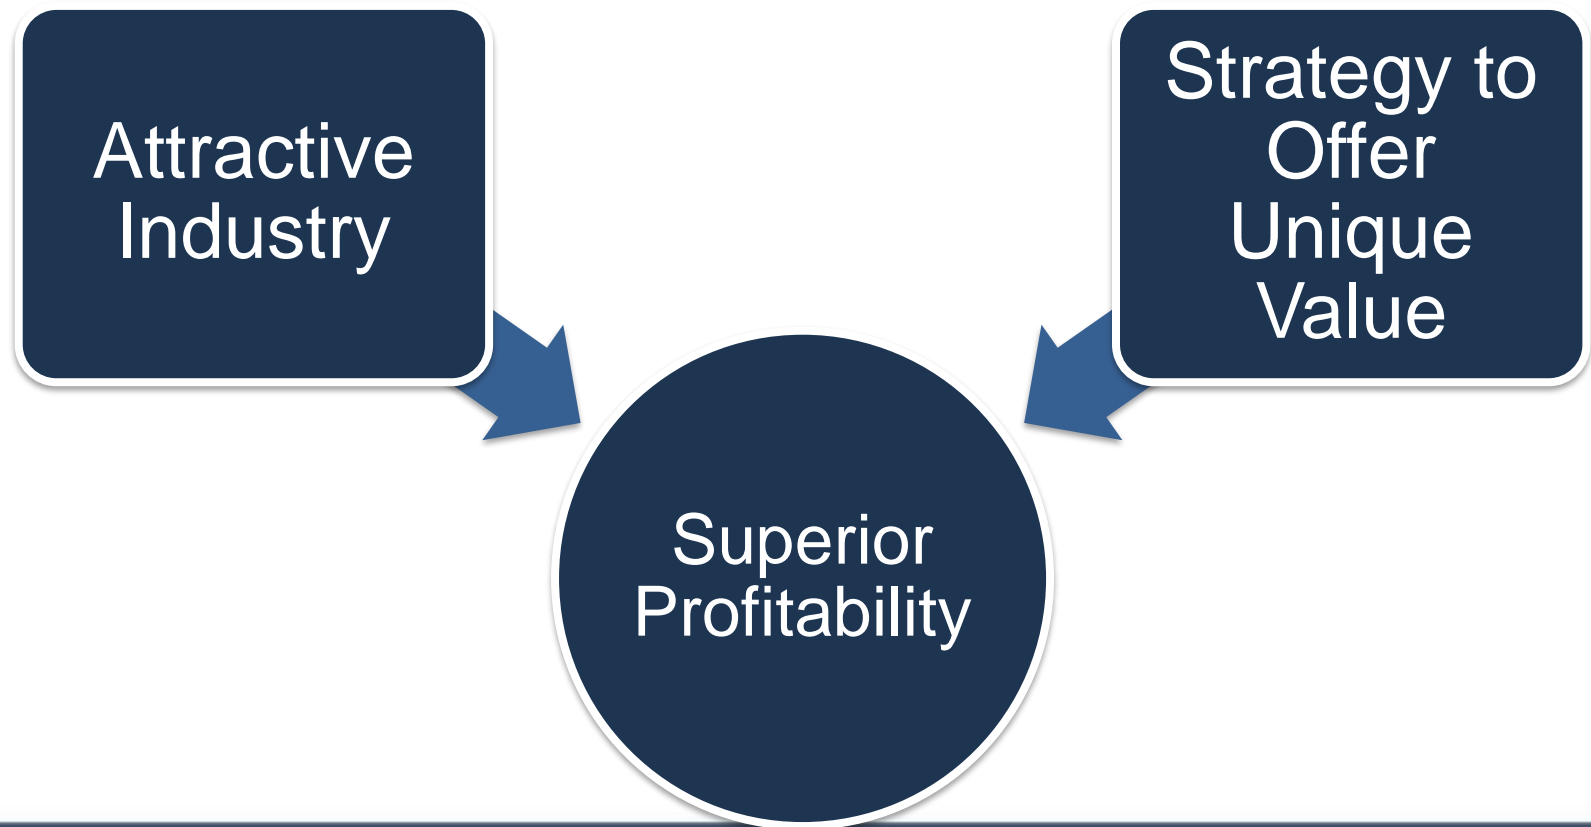 Attractive
Industry
Strategy to
Offer
Unique
Value
Superior
Profitability